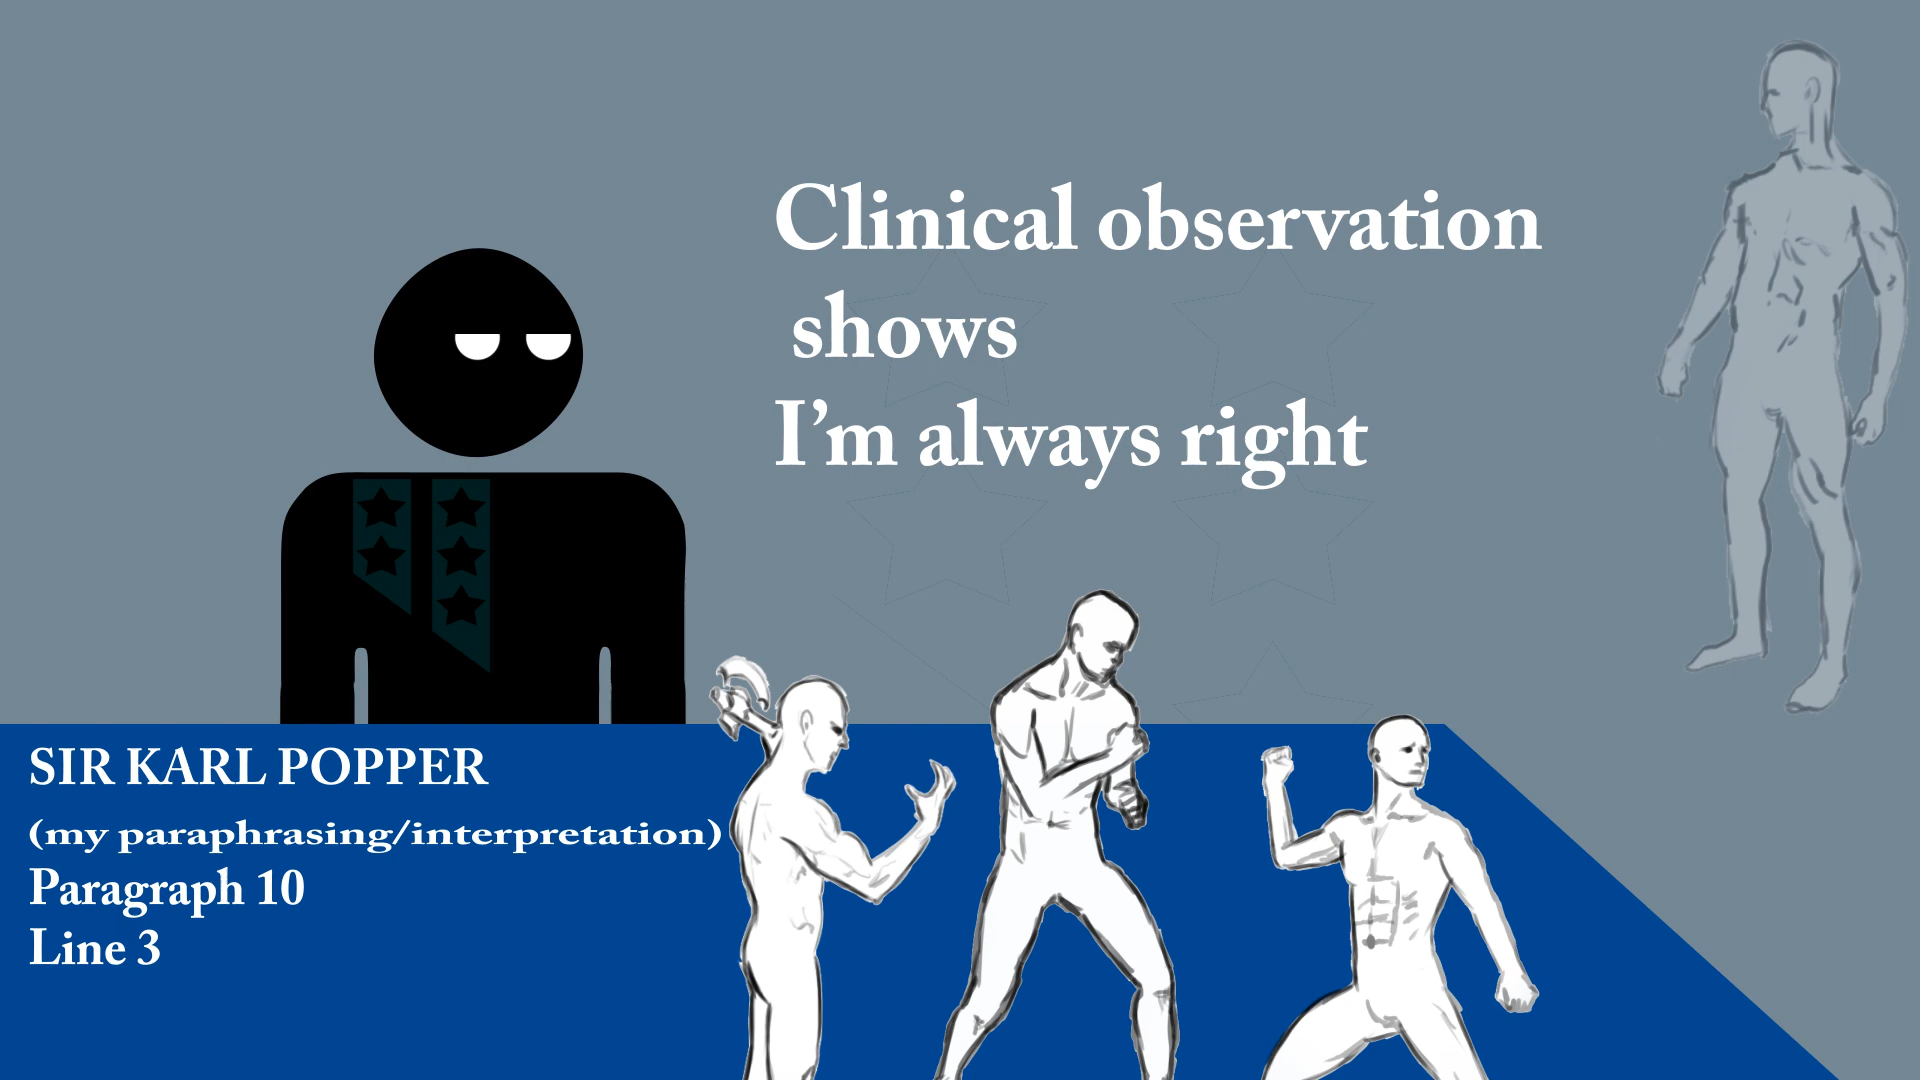 Clinical observation
shows
I’m always right
SIR KARL POPPER
(my paraphrasing/interpretation)
Paragraph 10
Line 3